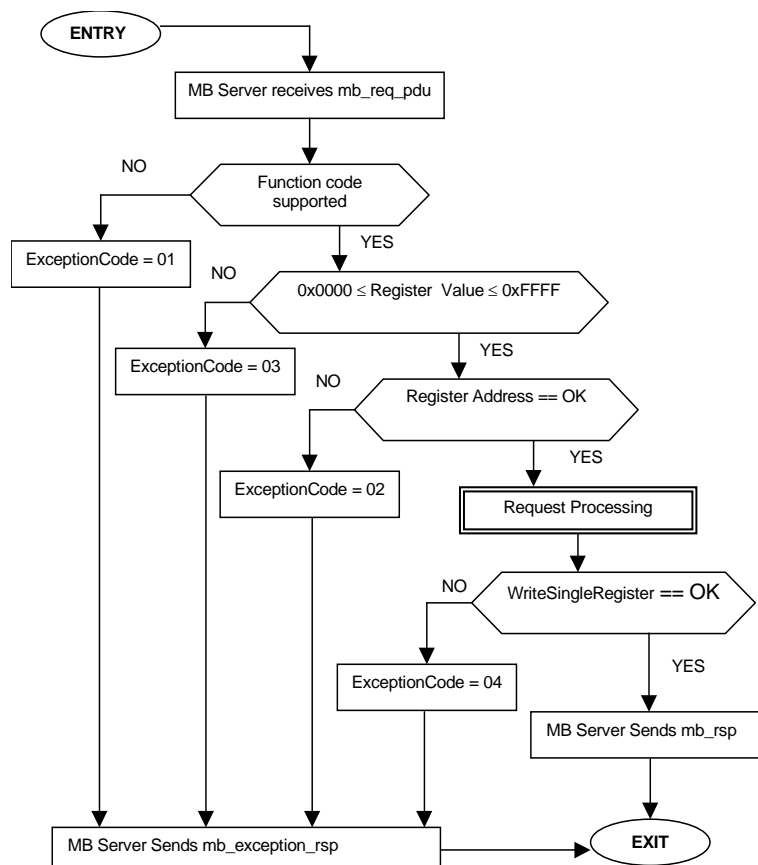 ENTRY
MB Server receives mb_req_pdu
NO
Function code
supported
YES
ExceptionCode = 01
NO
0x0000 ≤ Register Value ≤ 0xFFFF
YES
ExceptionCode = 03
NO
Register Address == OK
YES
ExceptionCode = 02
Request Processing
NO
WriteSingleRegister == OK
YES
ExceptionCode = 04
MB Server Sends mb_rsp
MB Server Sends mb_exception_rsp
EXIT